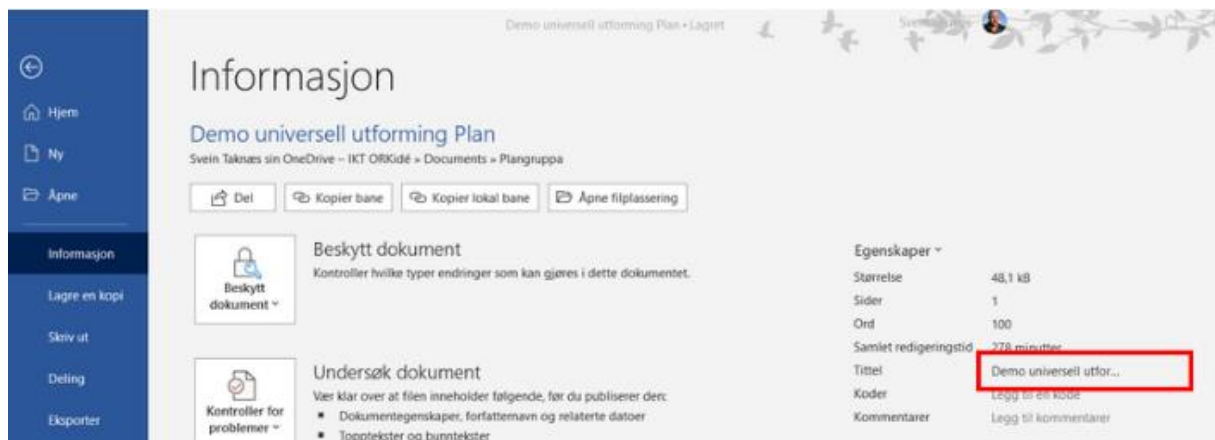 Demo universell utforming Plan • Lagret
Informasjon
Hjem
Ny
Åpne
Informasjon
Lagre en kopi
Skriv ut
Deling
Eksporter
Demo universell utforming Plan
Svein Taknæs sin OneDrive – IKT ORKidé » Documents » Plangruppa
Del
Kopier bane
Kopier lokal bane
Åpne filplassering
Beskytt dokument
Beskytt dokument
Kontroller hvilke typer endringer som kan gjøres i dette dokumentet.
Kontroller for problemer
Undersøk dokument
Vær klar over at filen inneholder følgende, før du publiserer den:
Dokumentegenskaper, forfatternavn og relaterte datoer
Topptekster og bunntekster
Egenskaper
Størrelse 48,1 kB
Sider 1
Ord 100
Samlet redigeringstid 278 minutter
Tittel Demo universell utfor...
Koder Legg til en kode
Kommentarer Legg til kommentarer